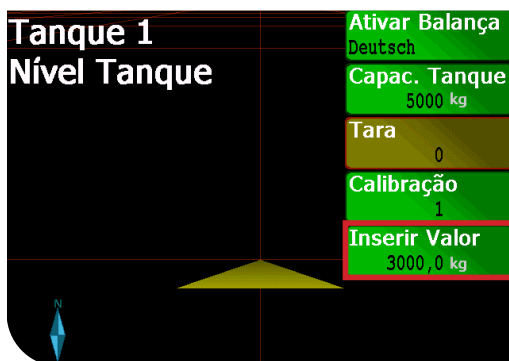 Tanque 1
Nível Tanque
Ativar Balança
Deutsch
Capac. Tanque
5000 kg
Tara
0
Calibração
1
Inserir Valor
3000,0 kg
N